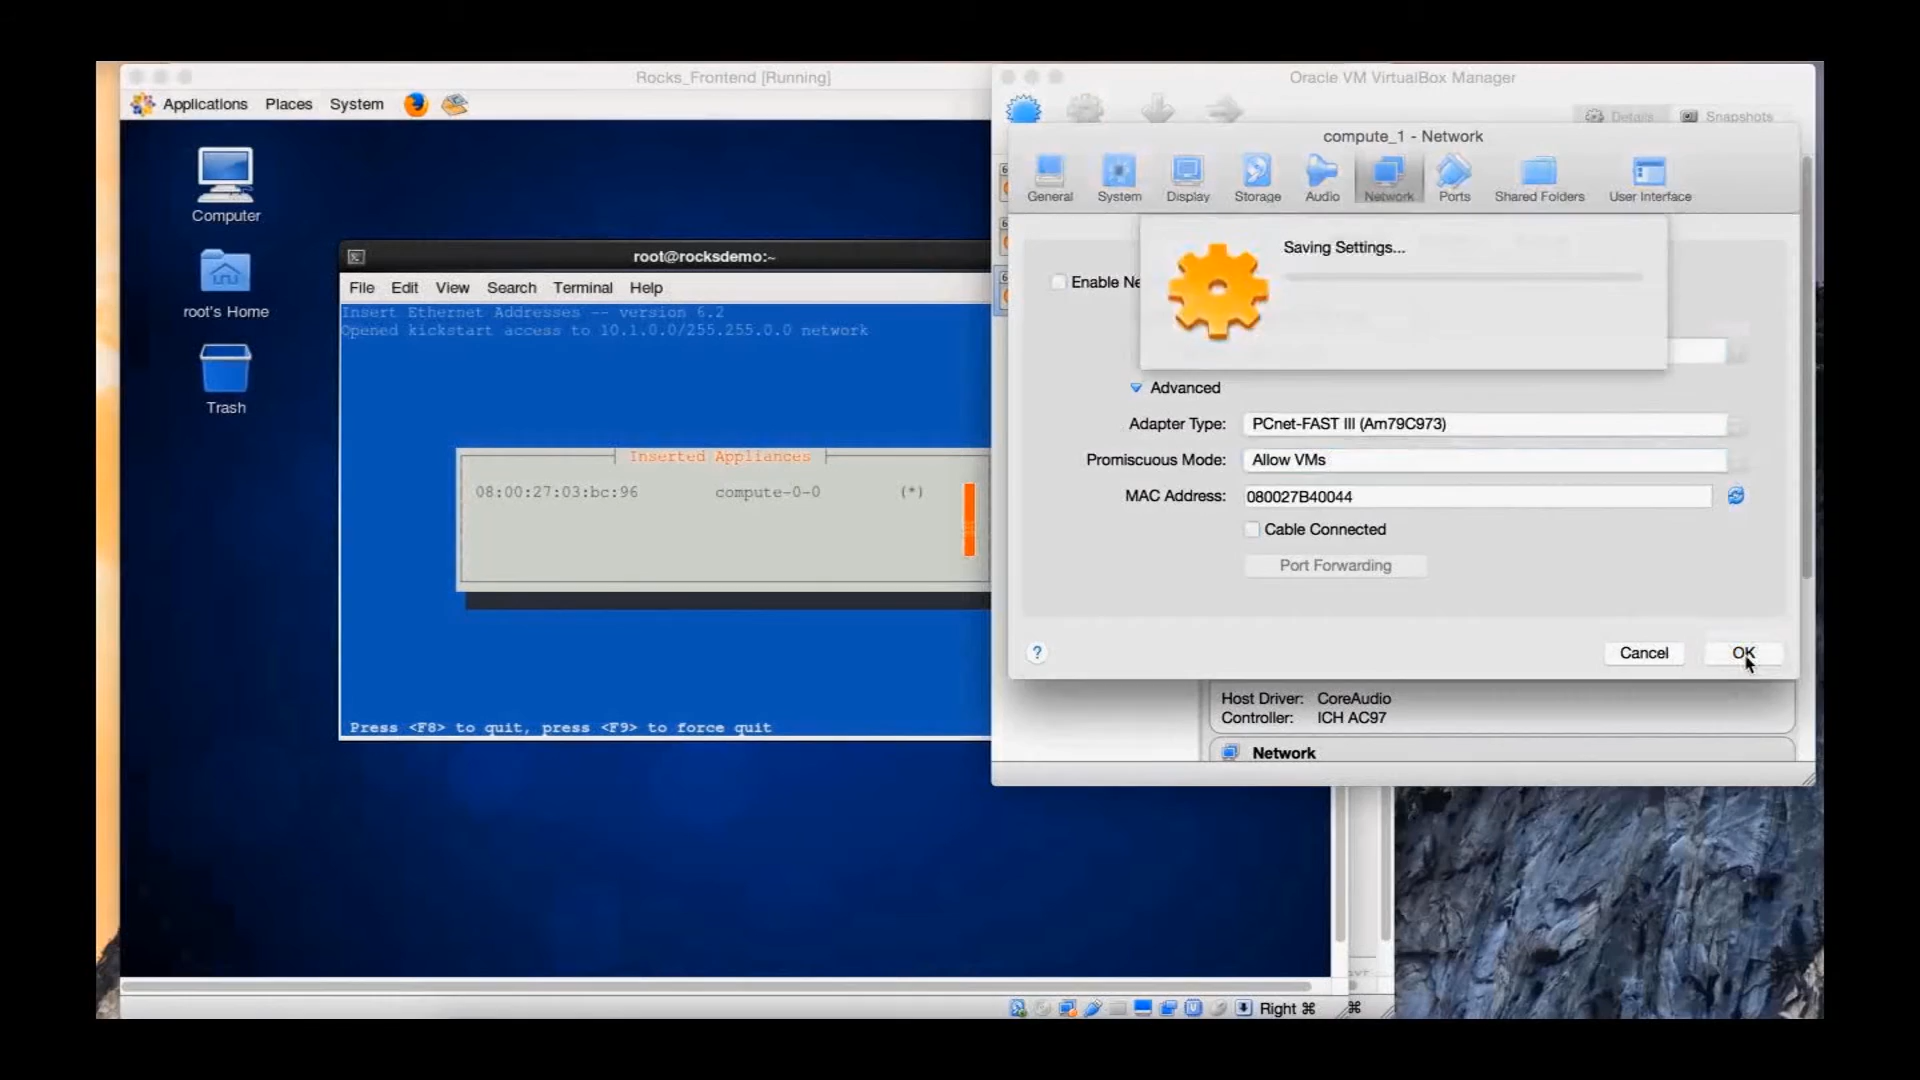 Rocks_Frontend [Running]
Applications Places System
Computer
root's Home
Trash
root@rocksdemo:~
File Edit View Search Terminal Help
Insert Ethernet Addresses -- version 6.2
Opened kickstart access to 10.1.0.0/255.255.0.0 network
Inserted Appliances
08:00:27:03:bc:96 compute-0-0 (*)
Press <F8> to quit, press <F9> to force quit
Right ⌘
⌘
Oracle VM VirtualBox Manager
Details Snapshots
compute_1 - Network
General System Display Storage Audio Network Ports Shared Folders User Interface
Saving Settings...
Enable Ne
Advanced
Adapter Type: PCnet-FAST III (Am79C973)
Promiscuous Mode: Allow VMs
MAC Address: 080027B40044
Cable Connected
Port Forwarding
?
Cancel OK
Host Driver: CoreAudio
Controller: ICH AC97
Network